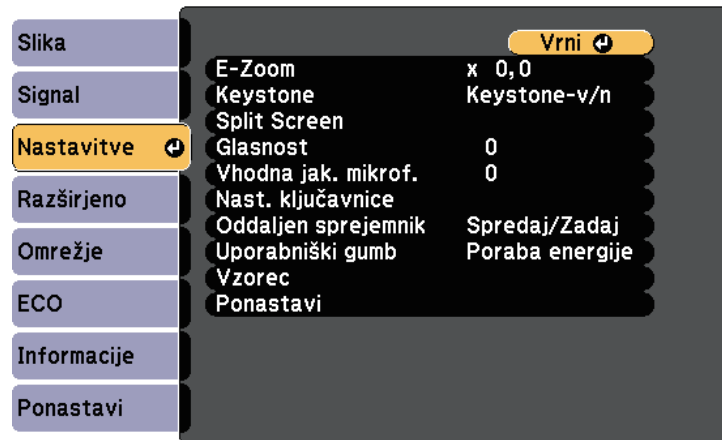 Slika
Signal
Nastavitve
Razširjeno
Omrežje
ECO
Informacije
Ponastavi
Vrni
E-Zoom x 0,0
Keystone Keystone-v/n
Split Screen
Glasnost 0
Vhodna jak. mikrof. 0
Nast. ključavnice
Oddaljen sprejemnik Spredaj/Zadaj
Uporabniški gumb Poraba energije
Vzorec
Ponastavi